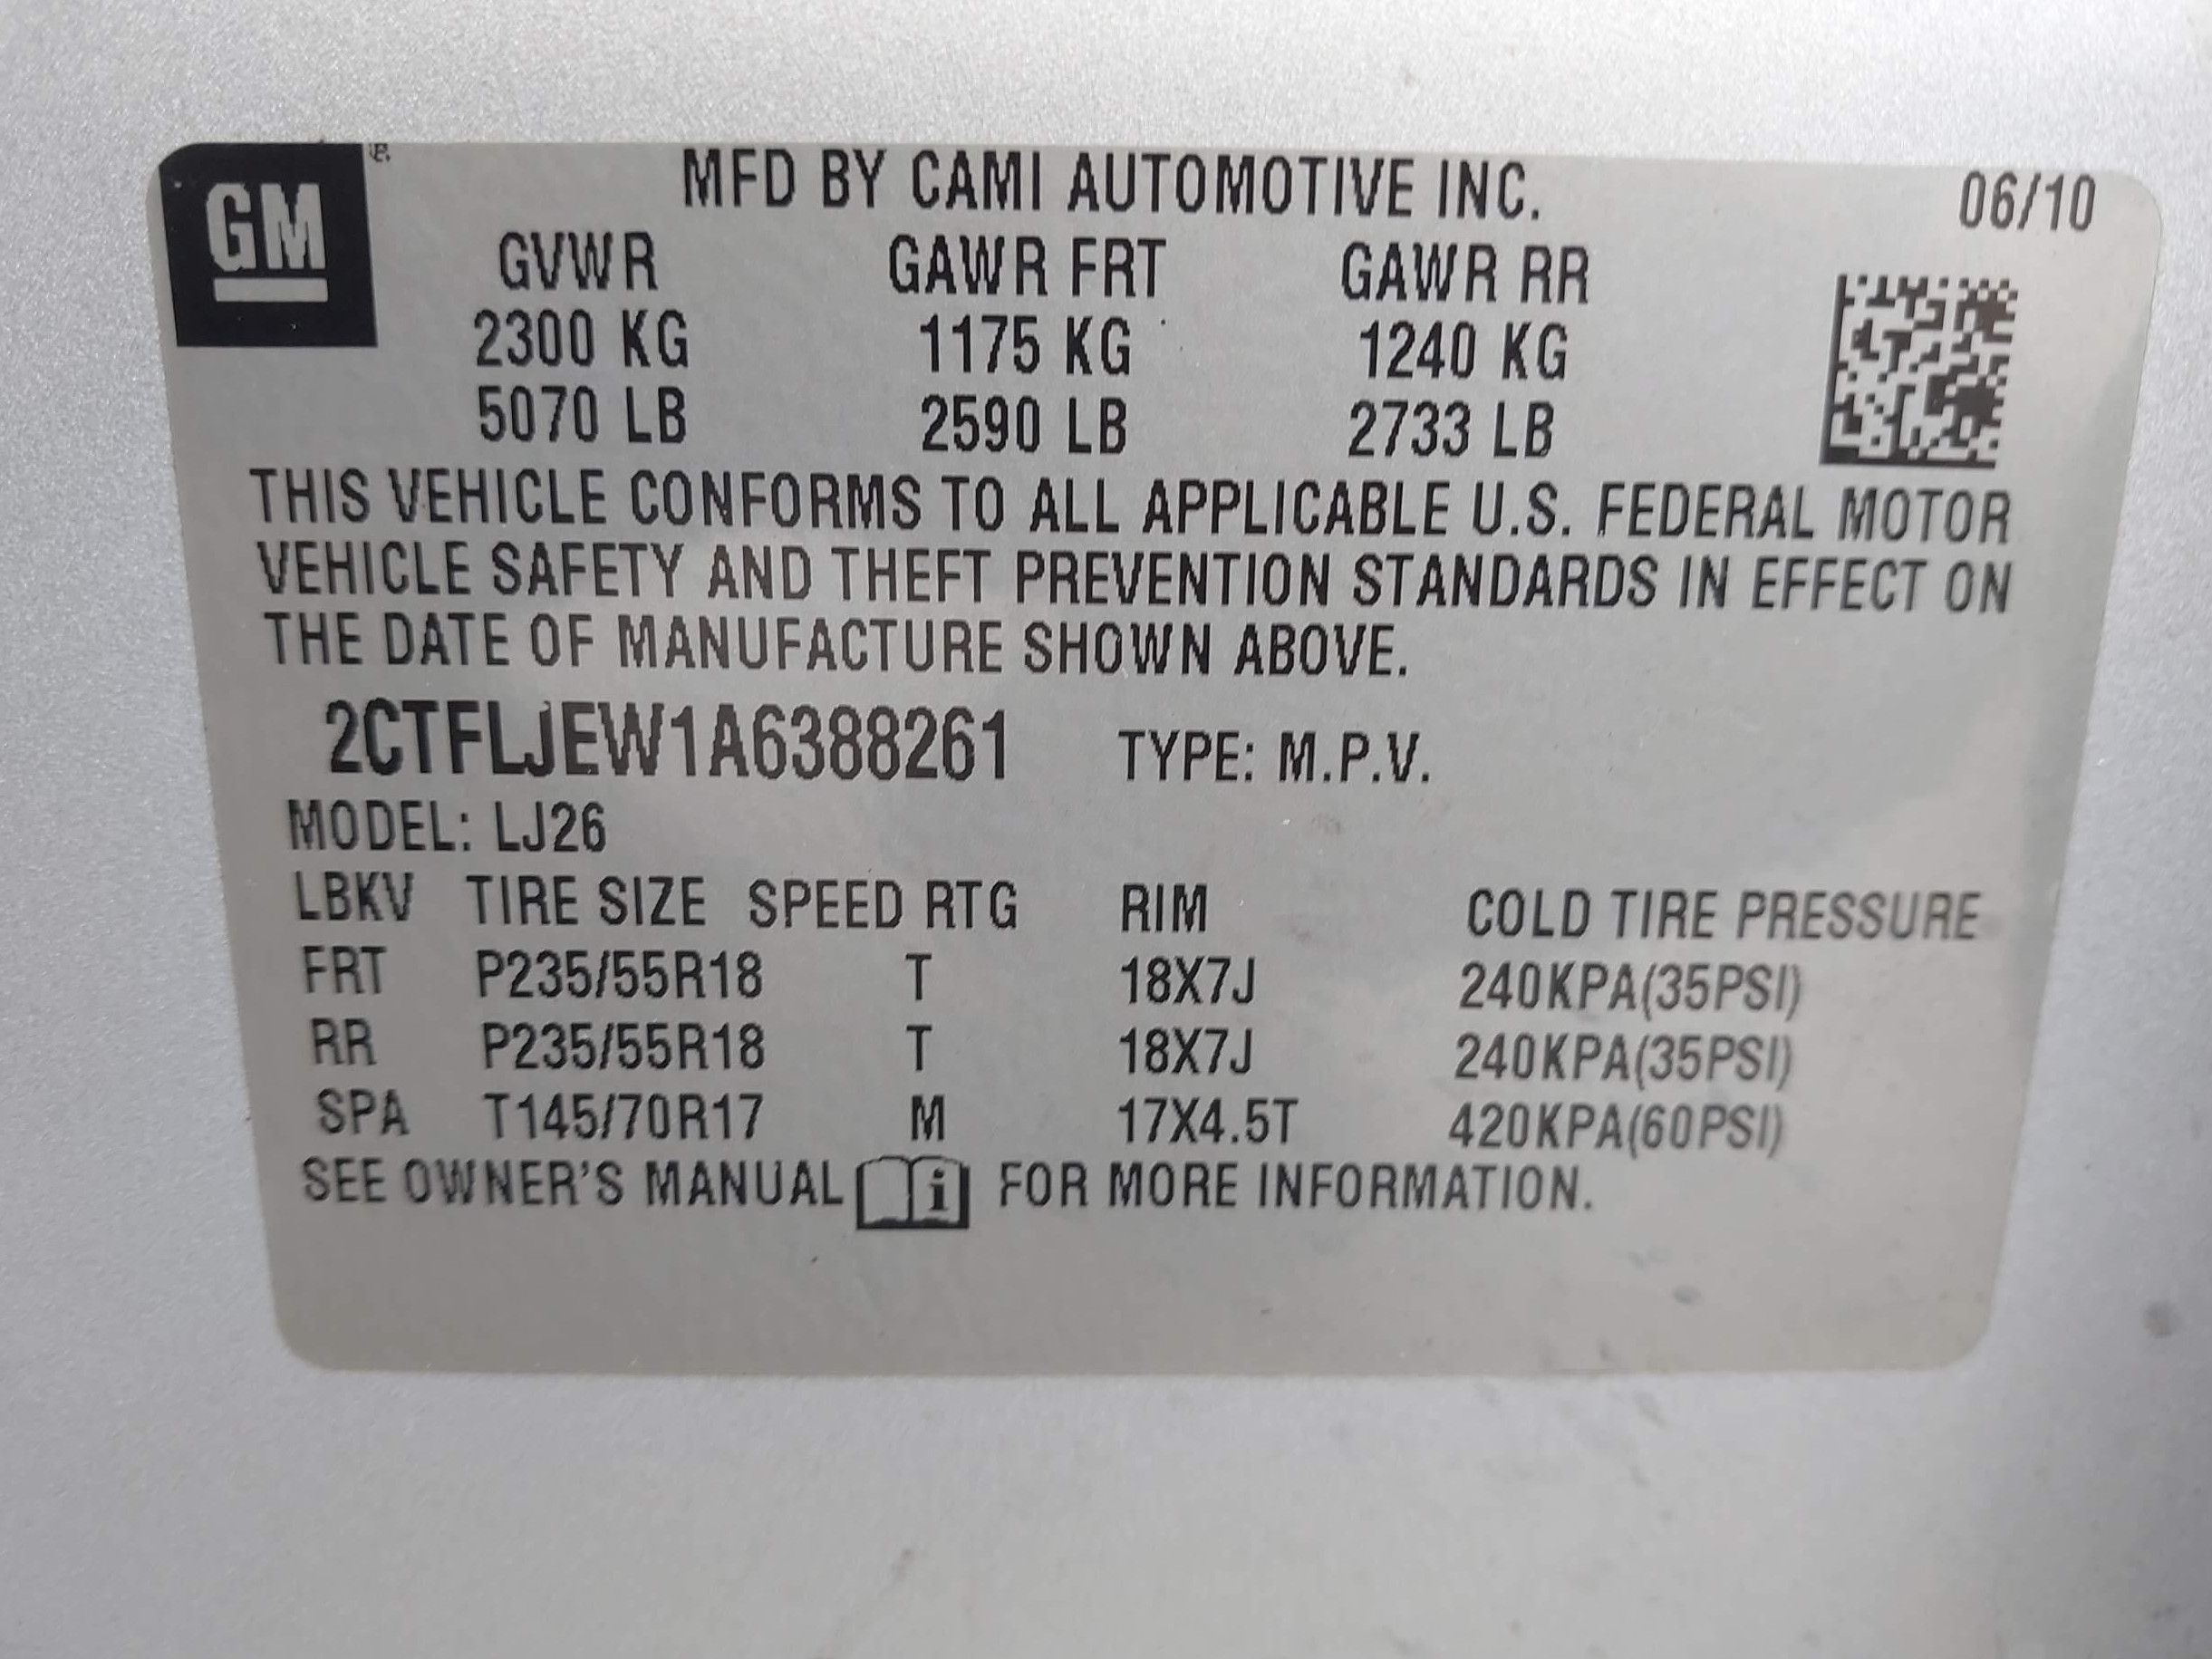 GM
MFD BY CAMI AUTOMOTIVE INC. 06/10
GVWR GAWR FRT GAWR RR
2300 KG 1175 KG 1240 KG
5070 LB 2590 LB 2733 LB
THIS VEHICLE CONFORMS TO ALL APPLICABLE U.S. FEDERAL MOTOR
VEHICLE SAFETY AND THEFT PREVENTION STANDARDS IN EFFECT ON
THE DATE OF MANUFACTURE SHOWN ABOVE.
2CTFLJEW1A6388261 TYPE: M.P.V.
MODEL: LJ26
LBKV TIRE SIZE SPEED RTG RIM COLD TIRE PRESSURE
FRT P235/55R18 T 18X7J 240KPA(35PSI)
RR P235/55R18 T 18X7J 240KPA(35PSI)
SPA T145/70R17 M 17X4.5T 420KPA(60PSI)
SEE OWNER'S MANUAL i FOR MORE INFORMATION.